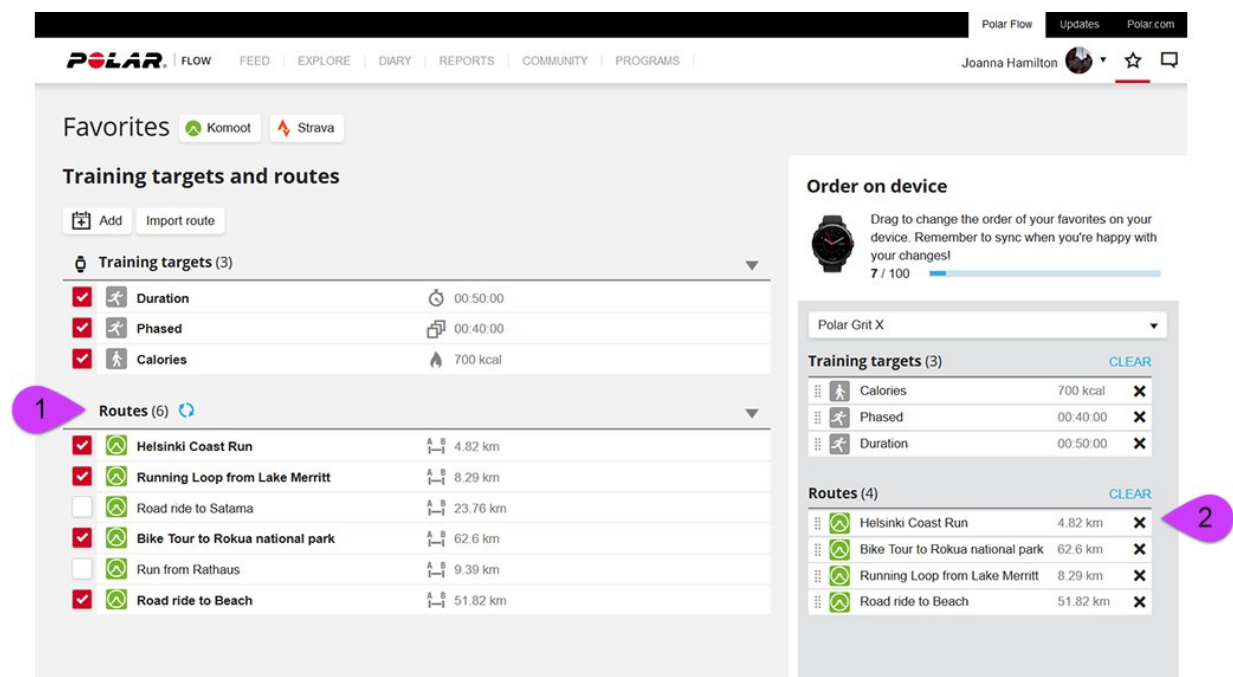 Polar Flow Updates Polar.com
POLAR. FLOW FEED EXPLORE DIARY REPORTS COMMUNITY PROGRAMS Joanna Hamilton
Favorites Komoot Strava
Training targets and routes
Add Import route
Training targets (3)
Duration 00:50:00
Phased 00:40:00
Calories 700 kcal
1
Routes (6)
Helsinki Coast Run A B 4.82 km
Running Loop from Lake Merritt A B 8.29 km
Road ride to Satama A B 23.76 km
Bike Tour to Rokua national park A B 62.6 km
Run from Rathaus A B 9.39 km
Road ride to Beach A B 51.82 km
Order on device
Drag to change the order of your favorites on your
device. Remember to sync when you're happy with
your changes!
7 / 100
Polar Grit X
Training targets (3) CLEAR
Calories 700 kcal
Phased 00:40:00
Duration 00:50:00
Routes (4) CLEAR
Helsinki Coast Run 4.82 km
2
Bike Tour to Rokua national park 62.6 km
Running Loop from Lake Merritt 8.29 km
Road ride to Beach 51.82 km